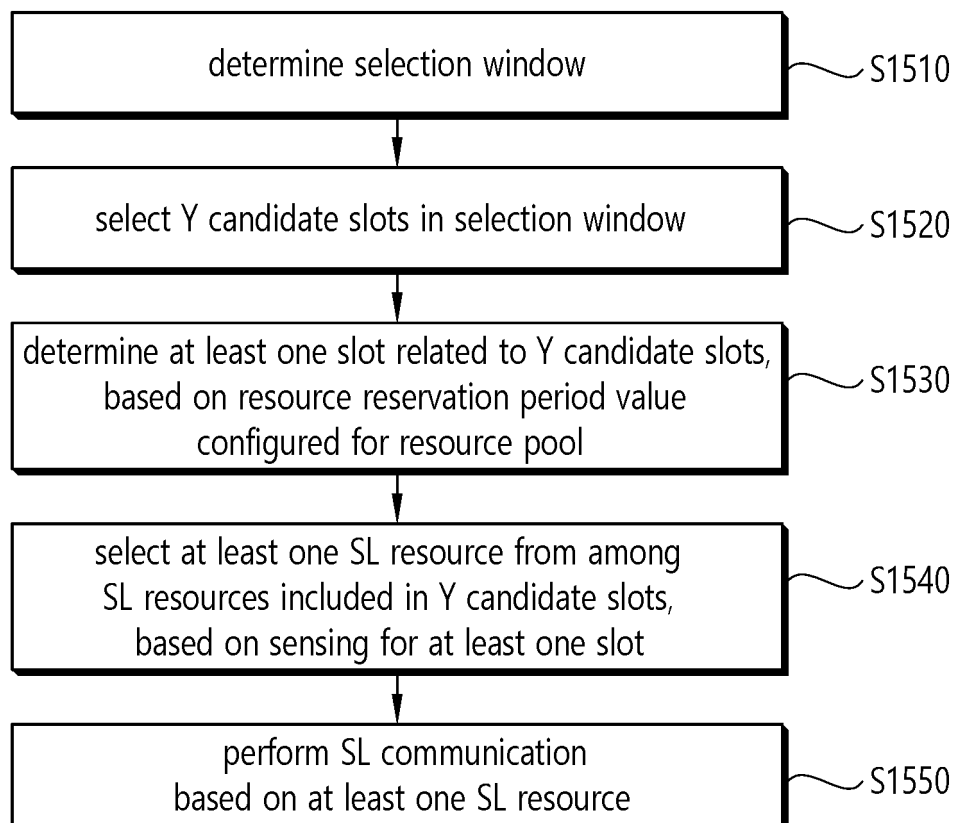 determine selection window
S1510
select Y candidate slots in selection window
S1520
determine at least one slot related to Y candidate slots,
based on resource reservation period value
configured for resource pool
S1530
select at least one SL resource from among
SL resources included in Y candidate slots,
based on sensing for at least one slot
S1540
perform SL communication
based on at least one SL resource
S1550